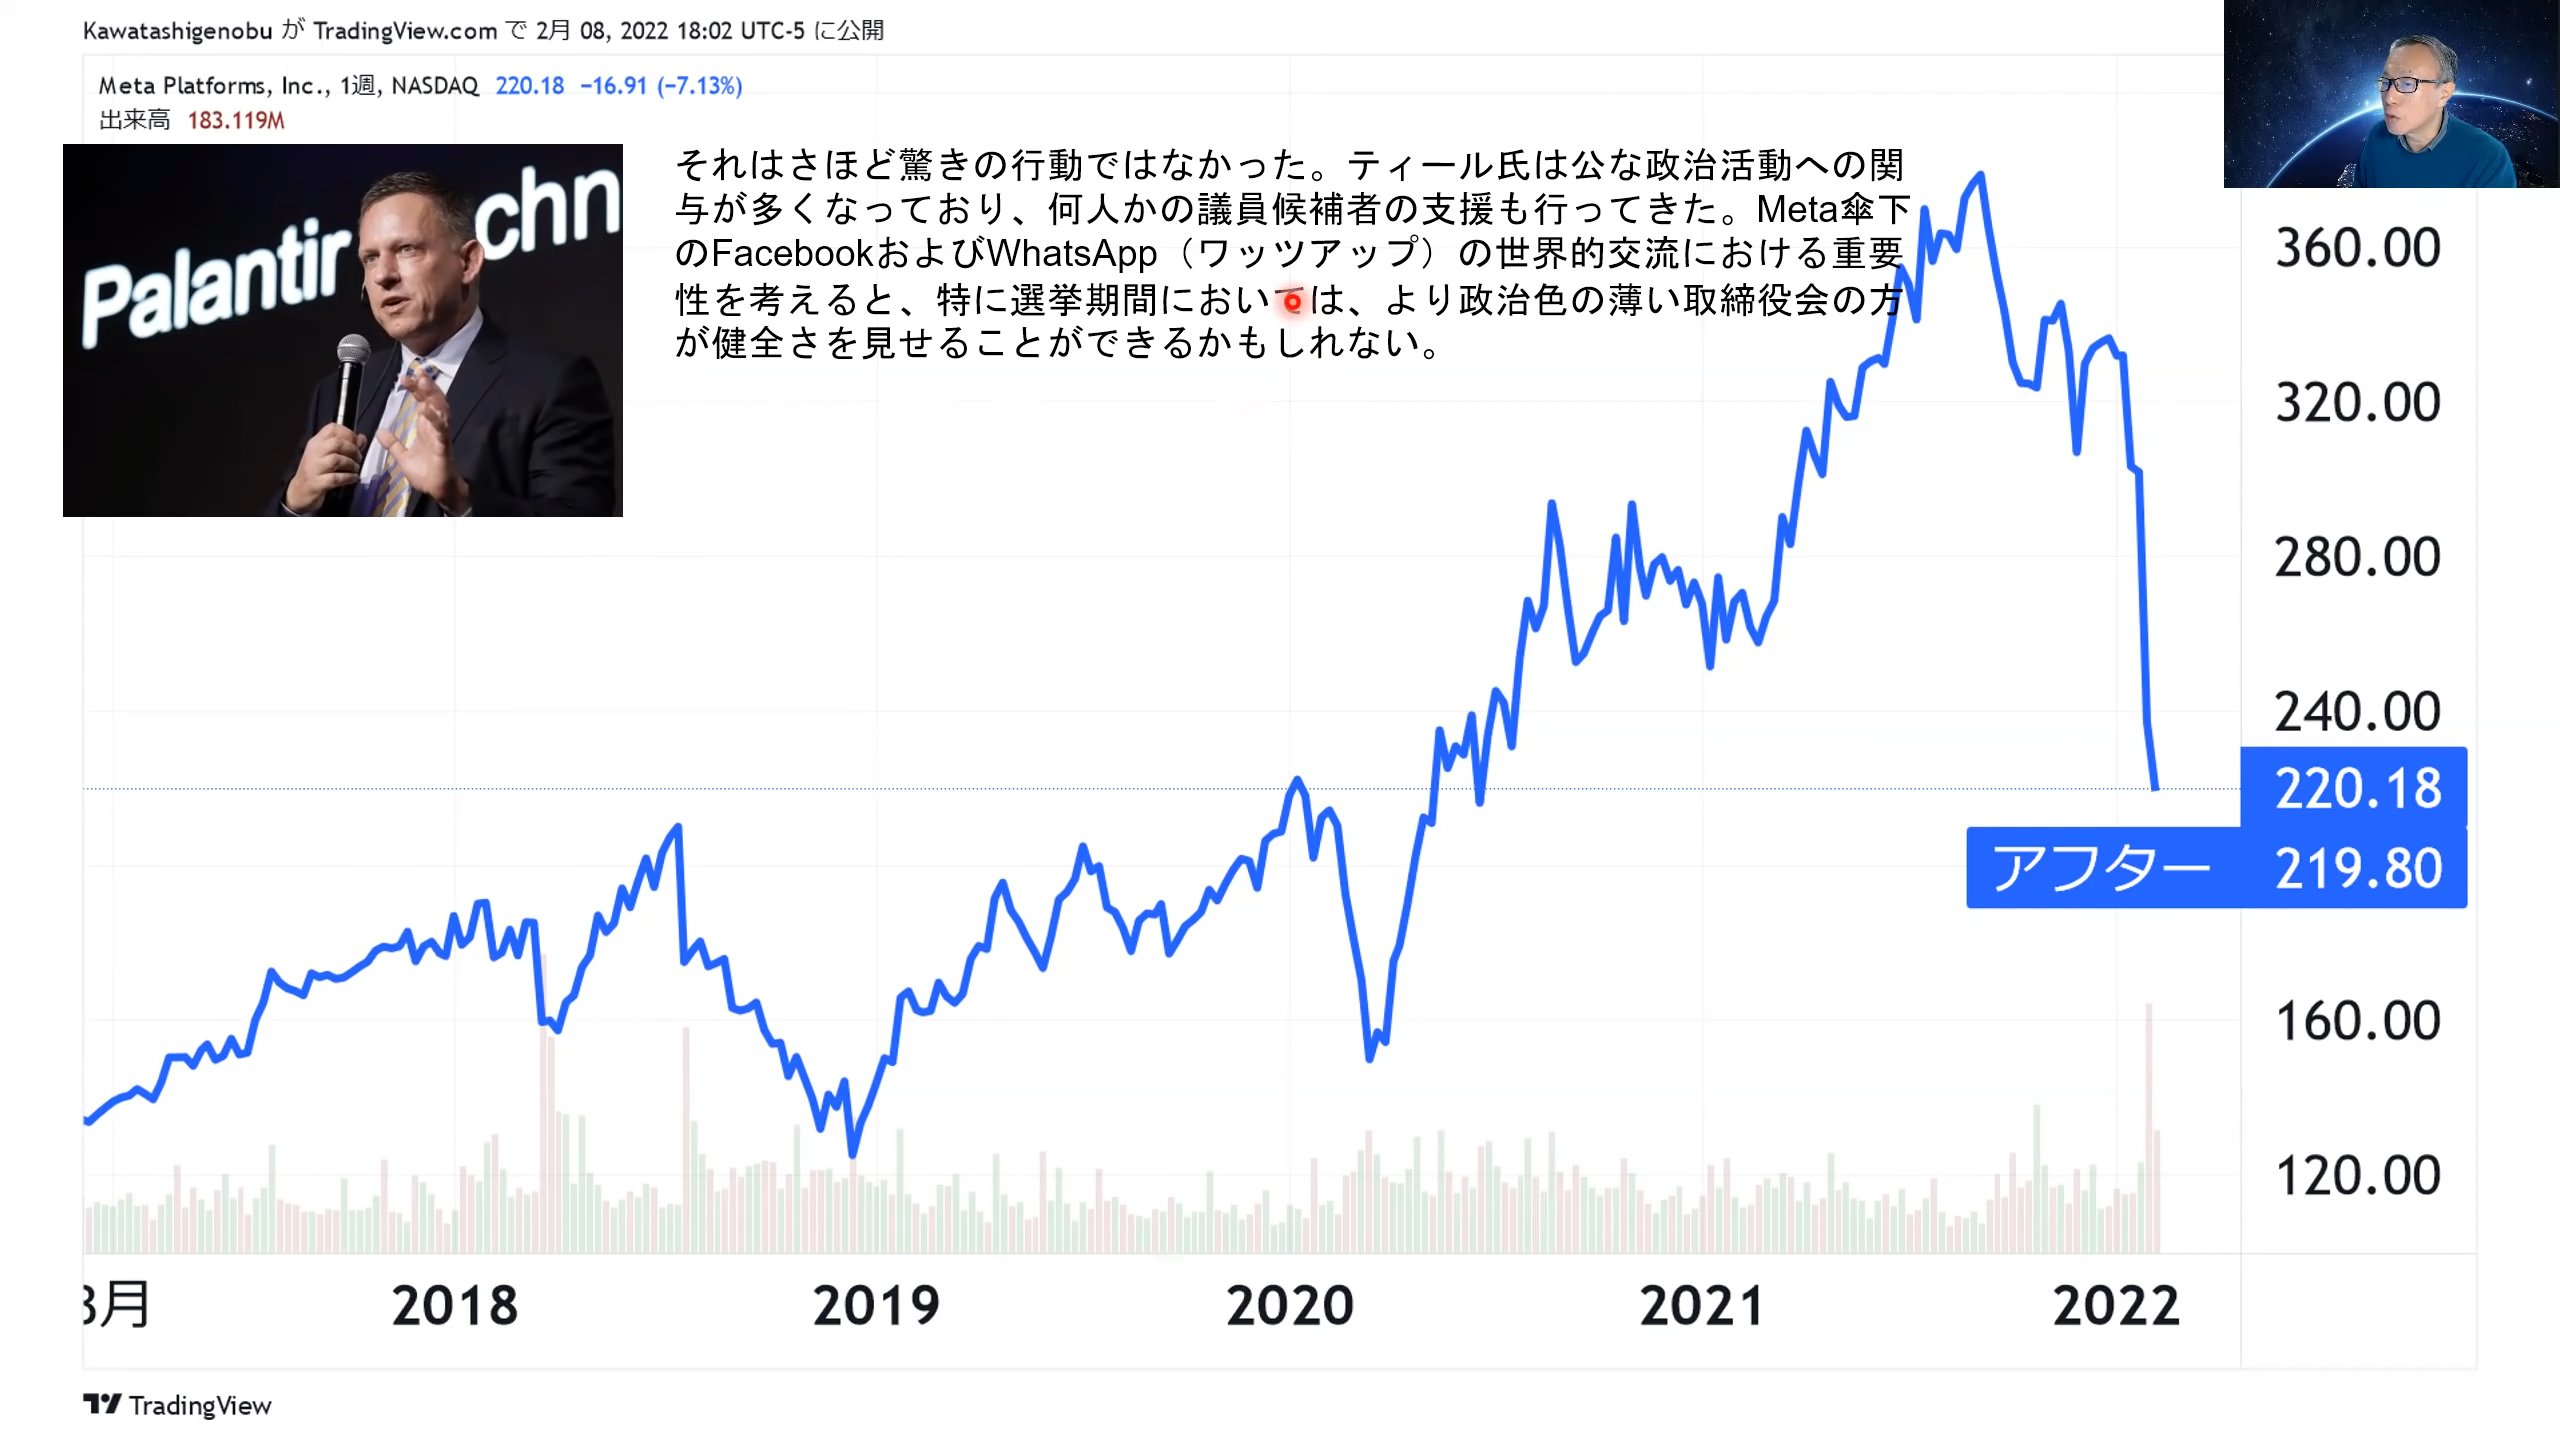 Kawatashigenobu が TradingView.com で 2月 08, 2022 18:02 UTC-5 に公開
Meta Platforms, Inc., 1週, NASDAQ 220.18 −16.91 (−7.13%)
出来高 183.119M
Palantir
chn
それはさほど驚きの行動ではなかった。ティール氏は公な政治活動への関
与が多くなっており、何人かの議員候補者の支援も行ってきた。Meta傘下
のFacebookおよびWhatsApp（ワッツアップ）の世界的交流における重要
性を考えると、特に選挙期間においては、より政治色の薄い取締役会の方
が健全さを見せることができるかもしれない。
360.00
320.00
280.00
240.00
220.18
アフター 219.80
160.00
120.00
8月 2018 2019 2020 2021 2022
TradingView